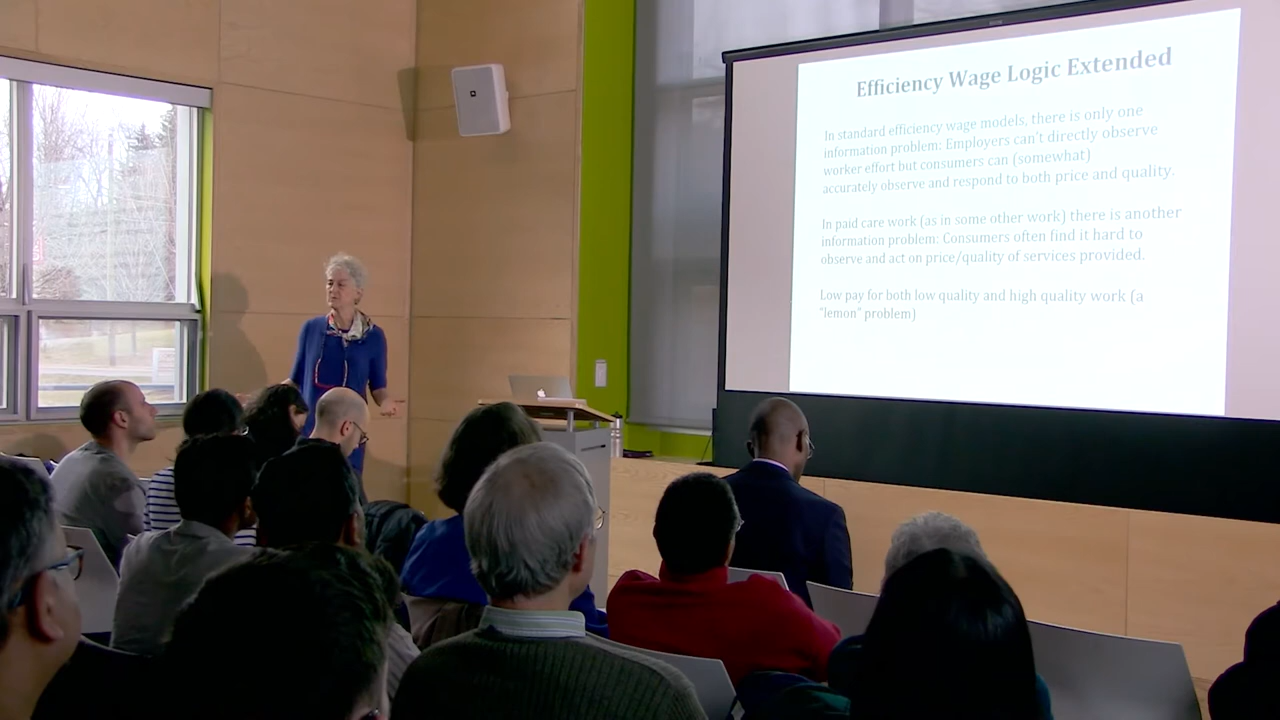 Efficiency Wage Logic Extended
In standard efficiency wage models, there is only one
information problem: Employers can't directly observe
worker effort but consumers can (somewhat)
accurately observe and respond to both price and quality.
In paid care work (as in some other work) there is another
information problem: Consumers often find it hard to
observe and act on price/quality of services provided.
Low pay for both low quality and high quality work (a
"lemon" problem)